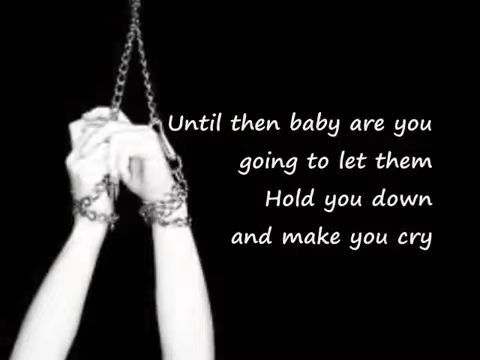 Until then baby are you
going to let them
Hold you down
and make you cry